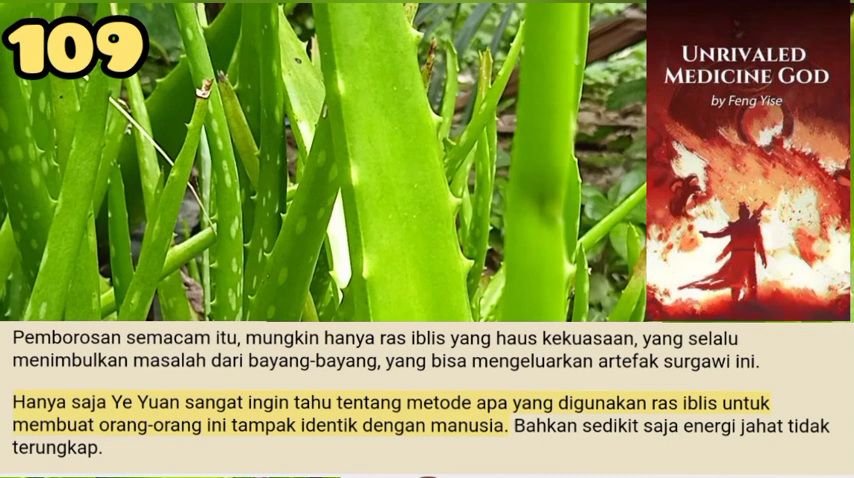 109
UNRIVALED
MEDICINE GOD
by Feng Yise
Pemborosan semacam itu, mungkin hanya ras iblis yang haus kekuasaan, yang selalu
menimbulkan masalah dari bayang-bayang, yang bisa mengeluarkan artefak surgawi ini.
Hanya saja Ye Yuan sangat ingin tahu tentang metode apa yang digunakan ras iblis untuk
membuat orang-orang ini tampak identik dengan manusia. Bahkan sedikit saja energi jahat tidak
terungkap.